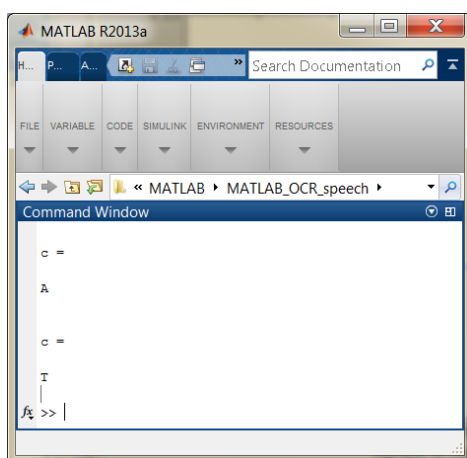 MATLAB R2013a
H... P... A... » Search Documentation
FILE VARIABLE CODE SIMULINK ENVIRONMENT RESOURCES
« MATLAB ▸ MATLAB_OCR_speech ▸
Command Window
c =
A
c =
T
fx >>